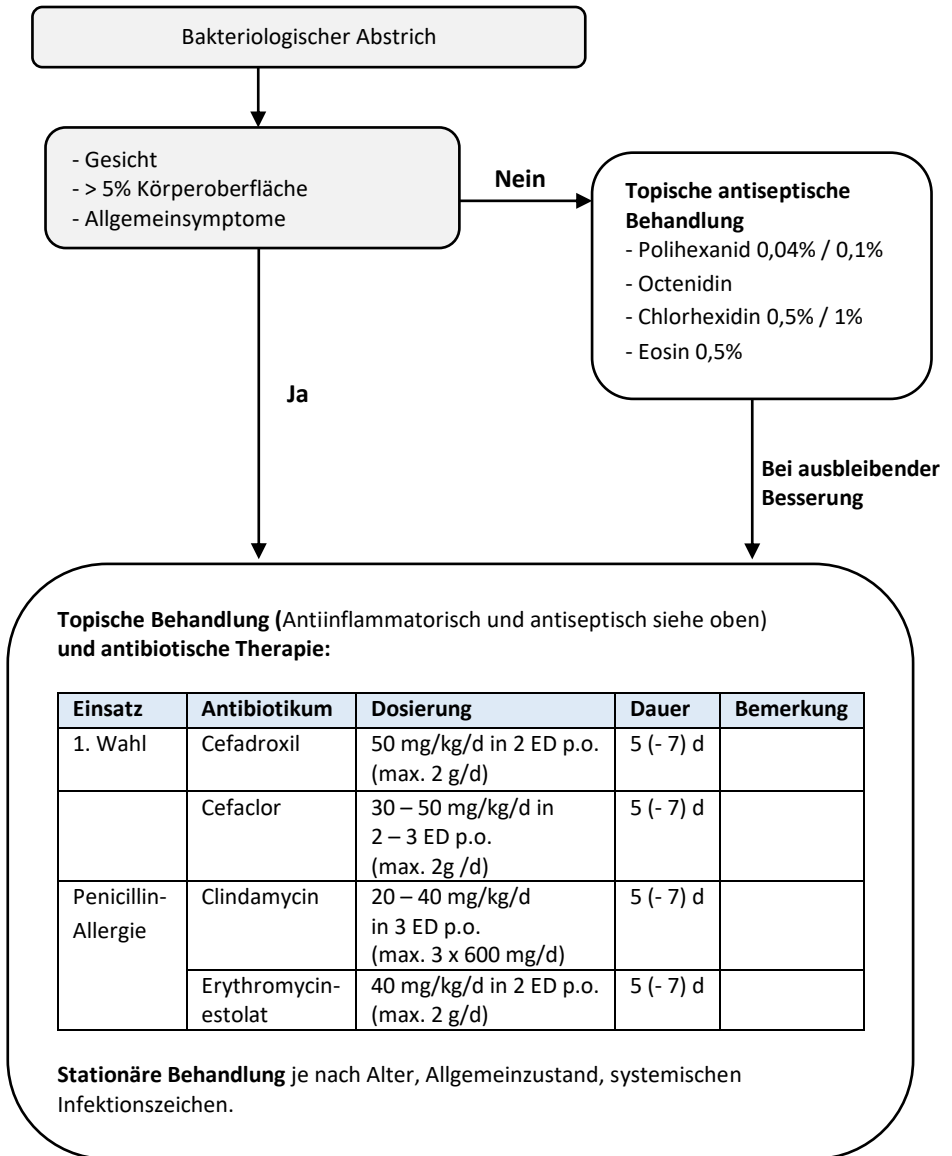 Bakteriologischer Abstrich
- Gesicht
- > 5% Körperoberfläche
- Allgemeinsymptome
Nein
Topische antiseptische
Behandlung
- Polihexanid 0,04% / 0,1%
- Octenidin
- Chlorhexidin 0,5% / 1%
- Eosin 0,5%
Ja
Bei ausbleibender
Besserung
Topische Behandlung (Antiinflammatorisch und antiseptisch siehe oben)
und antibiotische Therapie:
Einsatz Antibiotikum Dosierung Dauer Bemerkung
1. Wahl Cefadroxil 50 mg/kg/d in 2 ED p.o. 5 (- 7) d
(max. 2 g/d)
Cefaclor 30 – 50 mg/kg/d in 5 (- 7) d
2 – 3 ED p.o.
(max. 2g /d)
Penicillin- Clindamycin 20 – 40 mg/kg/d 5 (- 7) d
Allergie in 3 ED p.o.
(max. 3 x 600 mg/d)
Erythromycin- 40 mg/kg/d in 2 ED p.o. 5 (- 7) d
estolat (max. 2 g/d)
Stationäre Behandlung je nach Alter, Allgemeinzustand, systemischen
Infektionszeichen.